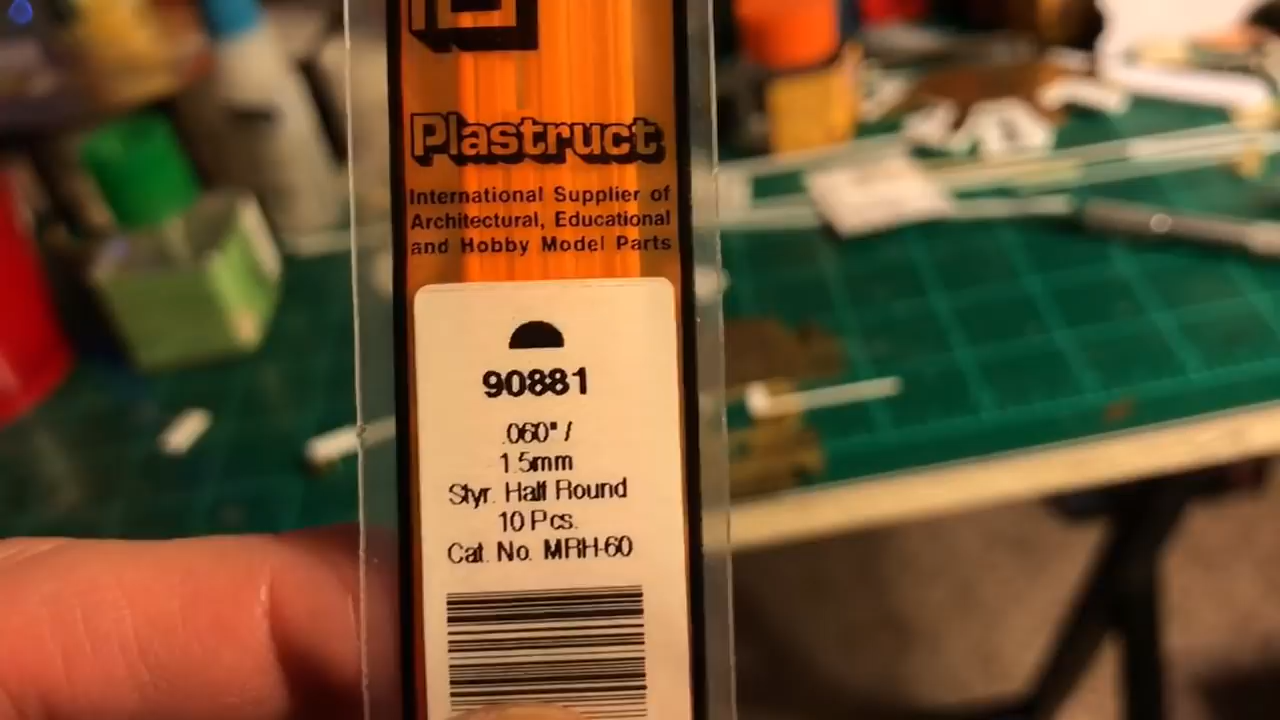 Plastruct
International Supplier of
Architectural, Educational
and Hobby Model Parts
90881
.060" /
1.5mm
Styr. Half Round
10 Pcs.
Cat. No. MRH-60